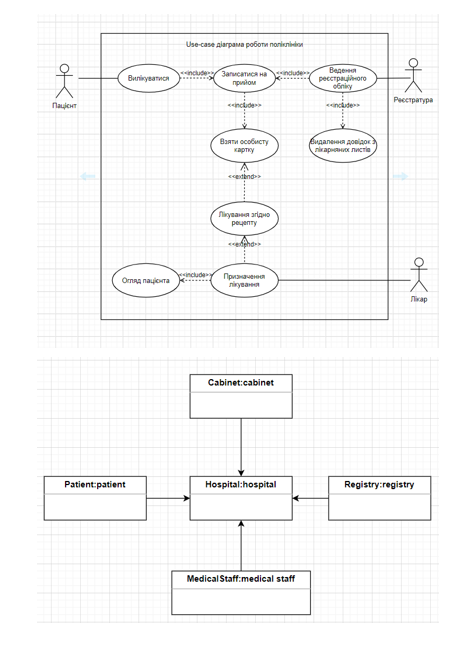 Use-case діаграма роботи поліклініки
Вилікуватися
<<include>>
Записатися на
прийом
<<include>>
Ведення
реєстраційного
обліку
Пацієнт
Реєстратура
<<include>>
<<include>>
Взяти особисту
картку
Видалення довідок з
лікарняних листів
<<extend>>
Лікування згідно
рецепту
<<extend>>
Огляд пацієнта
<<include>>
Призначення
лікування
Лікар
Cabinet:cabinet
Patient:patient
Hospital:hospital
Registry:registry
MedicalStaff:medical staff